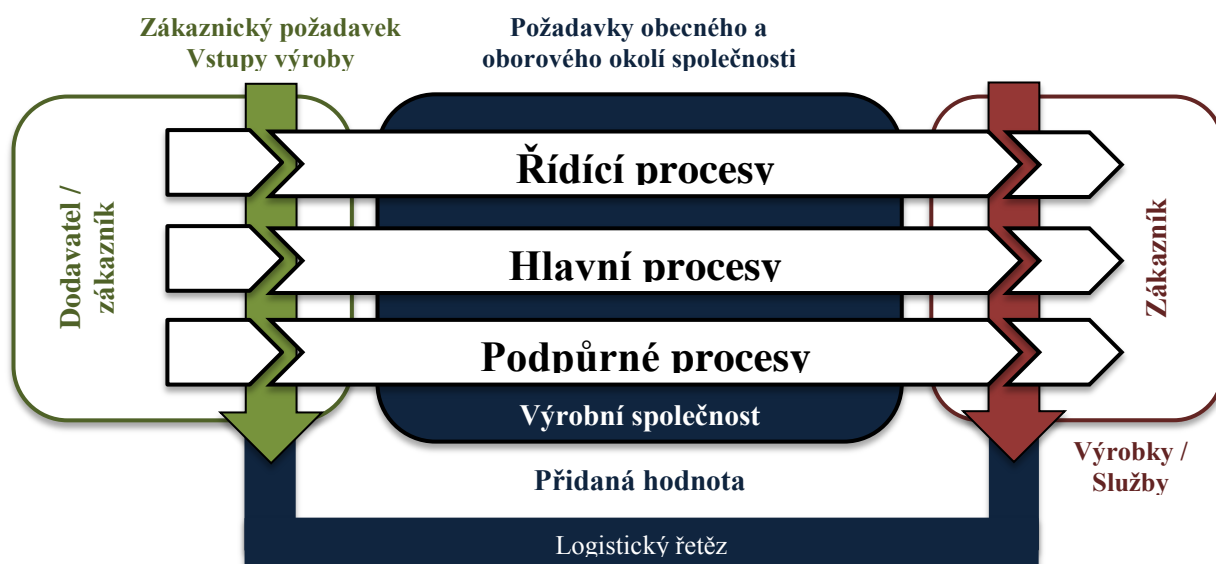 Zákaznický požadavek
Vstupy výroby
Požadavky obecného a
oborového okolí společnosti
Dodavatel /
zákazník
Řídící procesy
Hlavní procesy
Podpůrné procesy
Výrobní společnost
Zákazník
Přidaná hodnota
Výrobky /
Služby
Logistický řetěz